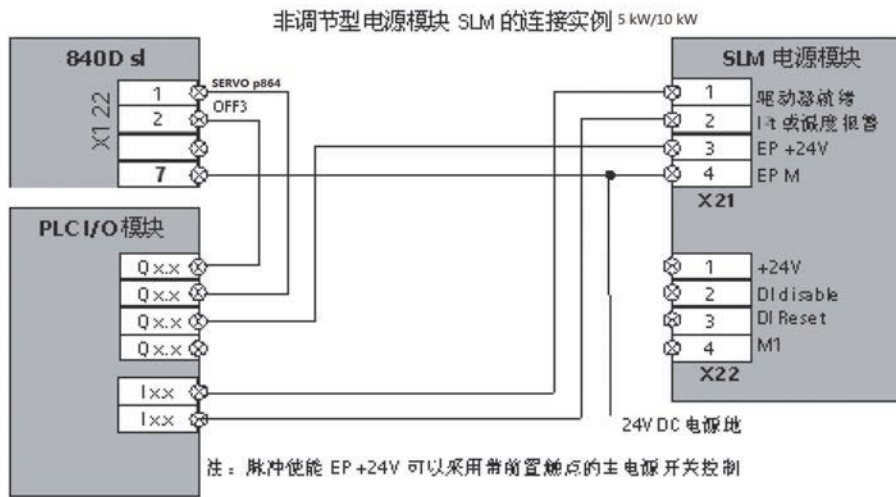 非调节型电源模块 SLM 的连接实例 5 kW/10 kW
840D sl
X1 22
1
2
7
SERVO p864
OFF3
PLC I/O 模块
Q x.x
Q x.x
Q x.x
Q x.x
I x.x
I x.x
SLM 电源模块
1 驱动器就绪
2 I²t 或温度报警
3 EP +24V
4 EP M
X21
1 +24V
2 DI disable
3 DI Reset
4 M1
X22
24V DC 电源地
注：脉冲使能 EP +24V 可以采用带前置触点的主电源开关控制